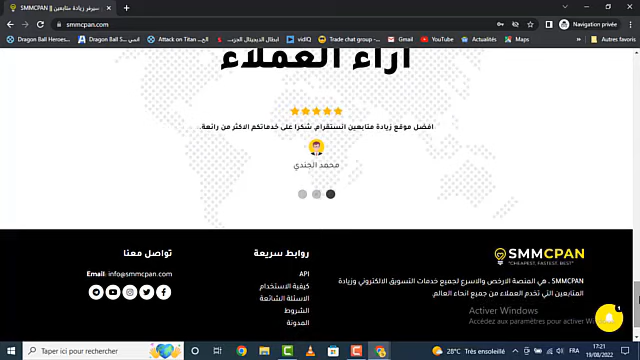 سيرفر زيادة متابعين || SMMCPAN
smmcpan.com
Navigation privée
Dragon Ball Heroes...
Dragon Ball S...
Attack on Titan...
vidIQ
Trade chat group -...
Gmail
YouTube
Actualités
Maps
»
Autres favoris
آراء العملاء
افضل موقع زيادة متابعين انستقرام, شكرا على خدماتكم الاكثر من رائعة.
محمد الجندي
SMMCPAN
"CHEAPEST, FASTEST, BEST"
SMMCPAN ، هي المنصة الارخص والاسرع لجميع خدمات التسويق الالكتروني وزيادة
المتابعين التي تخدم العملاء من جميع انحاء العالم.
روابط سريعة
API
كيفية الاستخدام
الاسئلة الشائعة
الشروط
المدونة
تواصل معنا
Email: info@smmcpan.com
1
Activer Windows
Accédez aux paramètres pour activer
Taper ici pour rechercher
28°C Très ensoleillé
FRA
17:21
19/08/2022